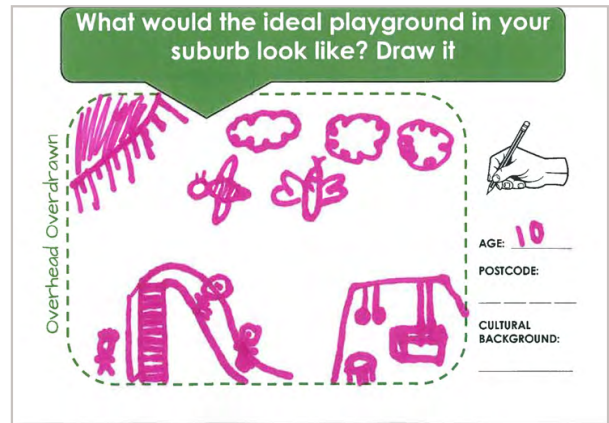 What would the ideal playground in your
suburb look like? Draw it
Overhead Overdrawn
AGE: 10
POSTCODE:
CULTURAL
BACKGROUND: